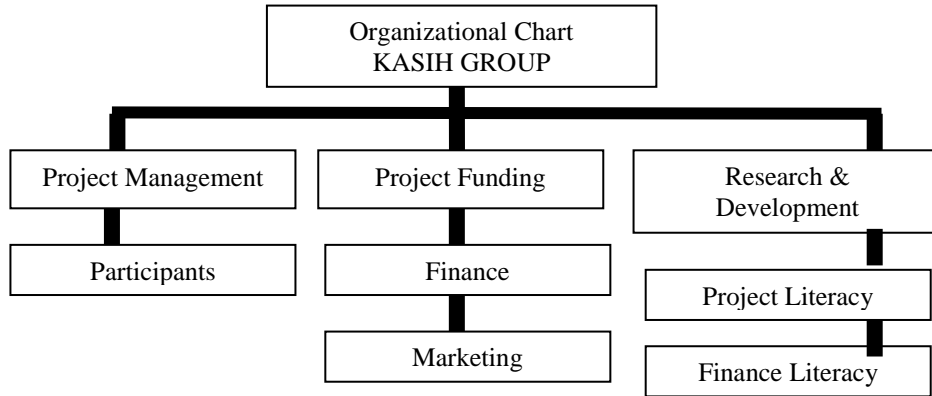 Organizational Chart
KASIH GROUP
Project Management
Project Funding
Research &
Development
Participants
Finance
Project Literacy
Marketing
Finance Literacy